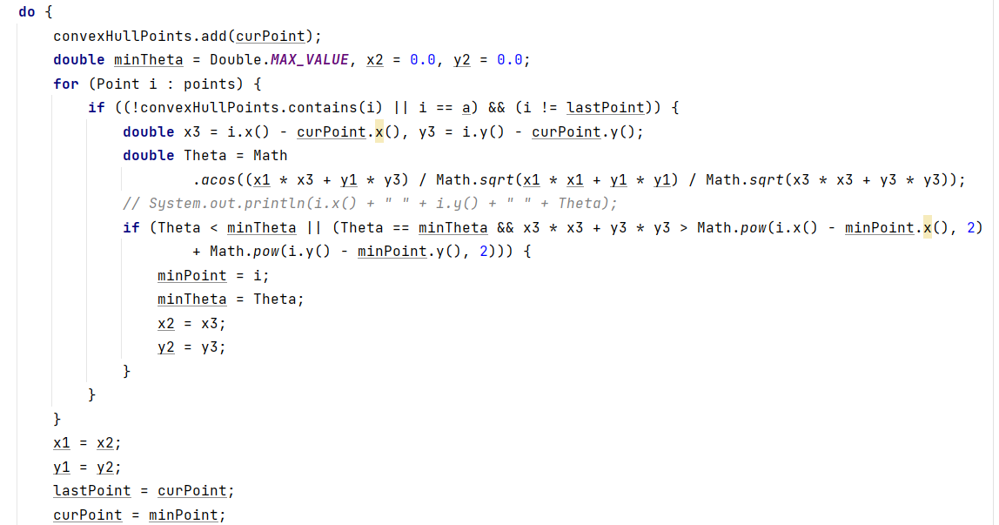 do {
convexHullPoints.add(curPoint);
double minTheta = Double.MAX_VALUE, x2 = 0.0, y2 = 0.0;
for (Point i : points) {
if ((!convexHullPoints.contains(i) || i == a) && (i != lastPoint)) {
double x3 = i.x() - curPoint.x(), y3 = i.y() - curPoint.y();
double Theta = Math
.acos((x1 * x3 + y1 * y3) / Math.sqrt(x1 * x1 + y1 * y1) / Math.sqrt(x3 * x3 + y3 * y3));
// System.out.println(i.x() + " " + i.y() + " " + Theta);
if (Theta < minTheta || (Theta == minTheta && x3 * x3 + y3 * y3 > Math.pow(i.x() - minPoint.x(), 2)
+ Math.pow(i.y() - minPoint.y(), 2))) {
minPoint = i;
minTheta = Theta;
x2 = x3;
y2 = y3;
}
}
}
x1 = x2;
y1 = y2;
lastPoint = curPoint;
curPoint = minPoint;